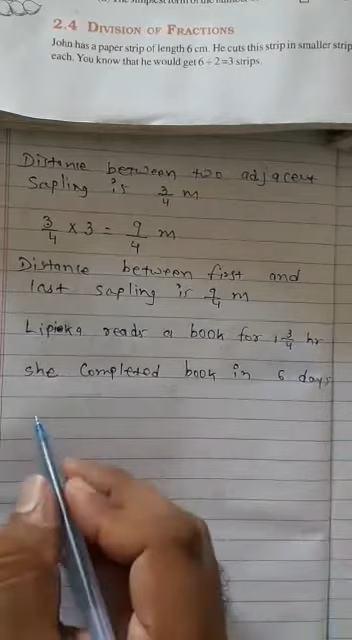 2.4 DIVISION OF FRACTIONS
John has a paper strip of length 6 cm. He cuts this strip in smaller strip
each. You know that he would get 6 ÷ 2=3 strips.
Distance between two adjacent
Sapling is 3/4 m
3/4 × 3 = 9/4 m
Distance between first and
last sapling is 9/4 m
Lipika reads a book for 1 3/4 hr
she Completed book in 6 days